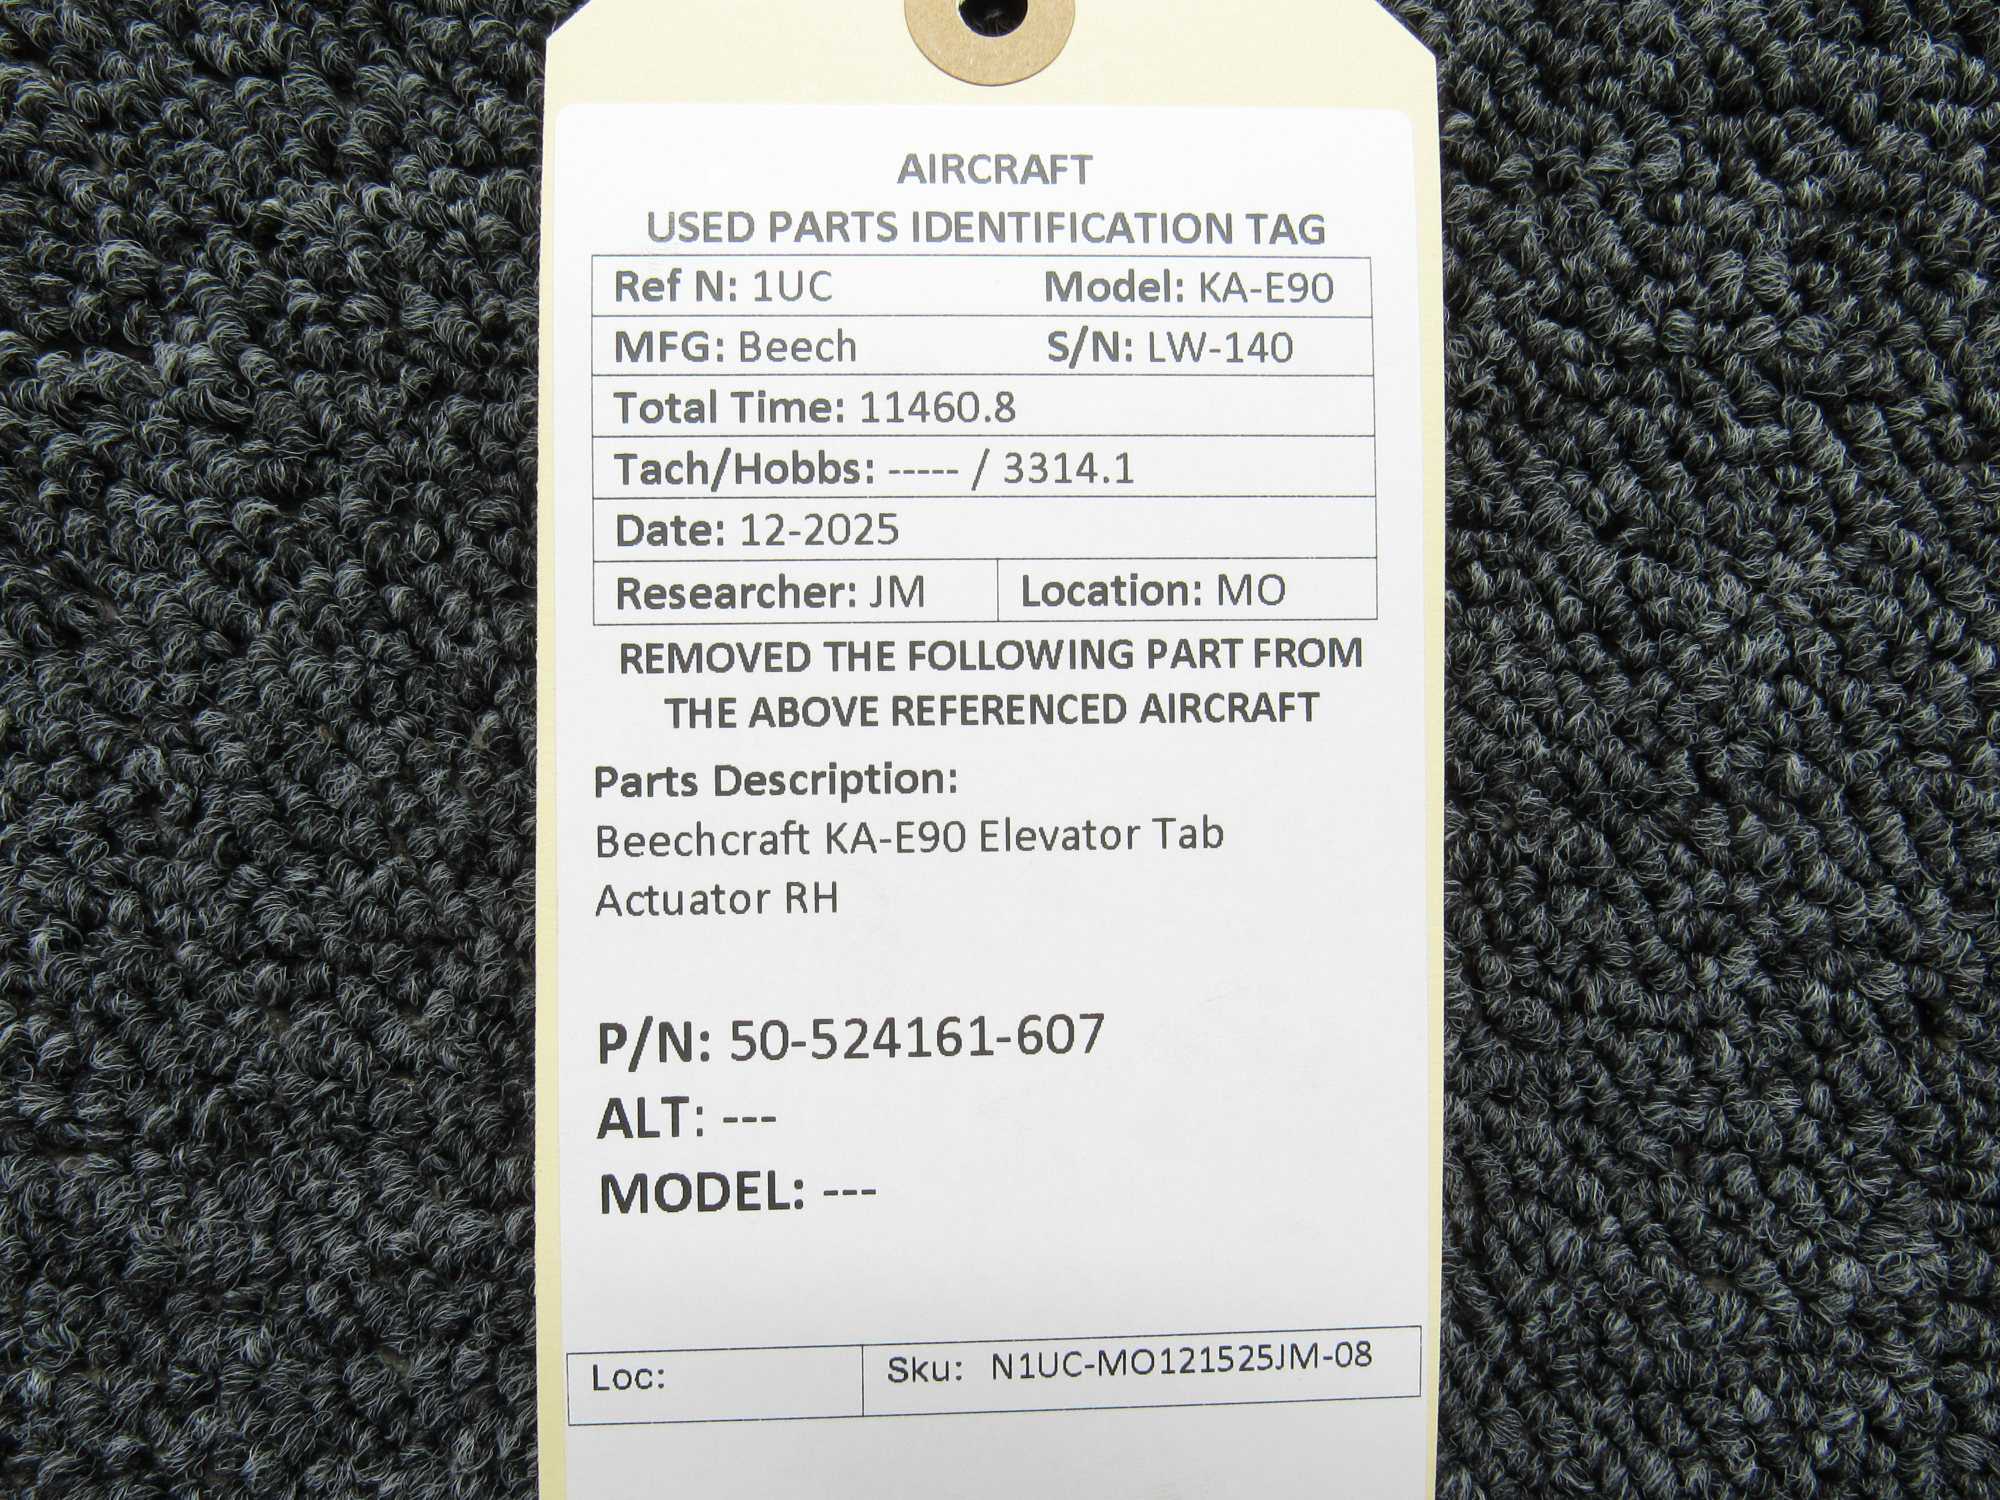 AIRCRAFT
USED PARTS IDENTIFICATION TAG
Ref N: 1UC Model: KA-E90
MFG: Beech S/N: LW-140
Total Time: 11460.8
Tach/Hobbs: ----- / 3314.1
Date: 12-2025
Researcher: JM Location: MO
REMOVED THE FOLLOWING PART FROM
THE ABOVE REFERENCED AIRCRAFT
Parts Description:
Beechcraft KA-E90 Elevator Tab
Actuator RH
P/N: 50-524161-607
ALT: ---
MODEL: ---
Loc: Sku: N1UC-MO121525JM-08